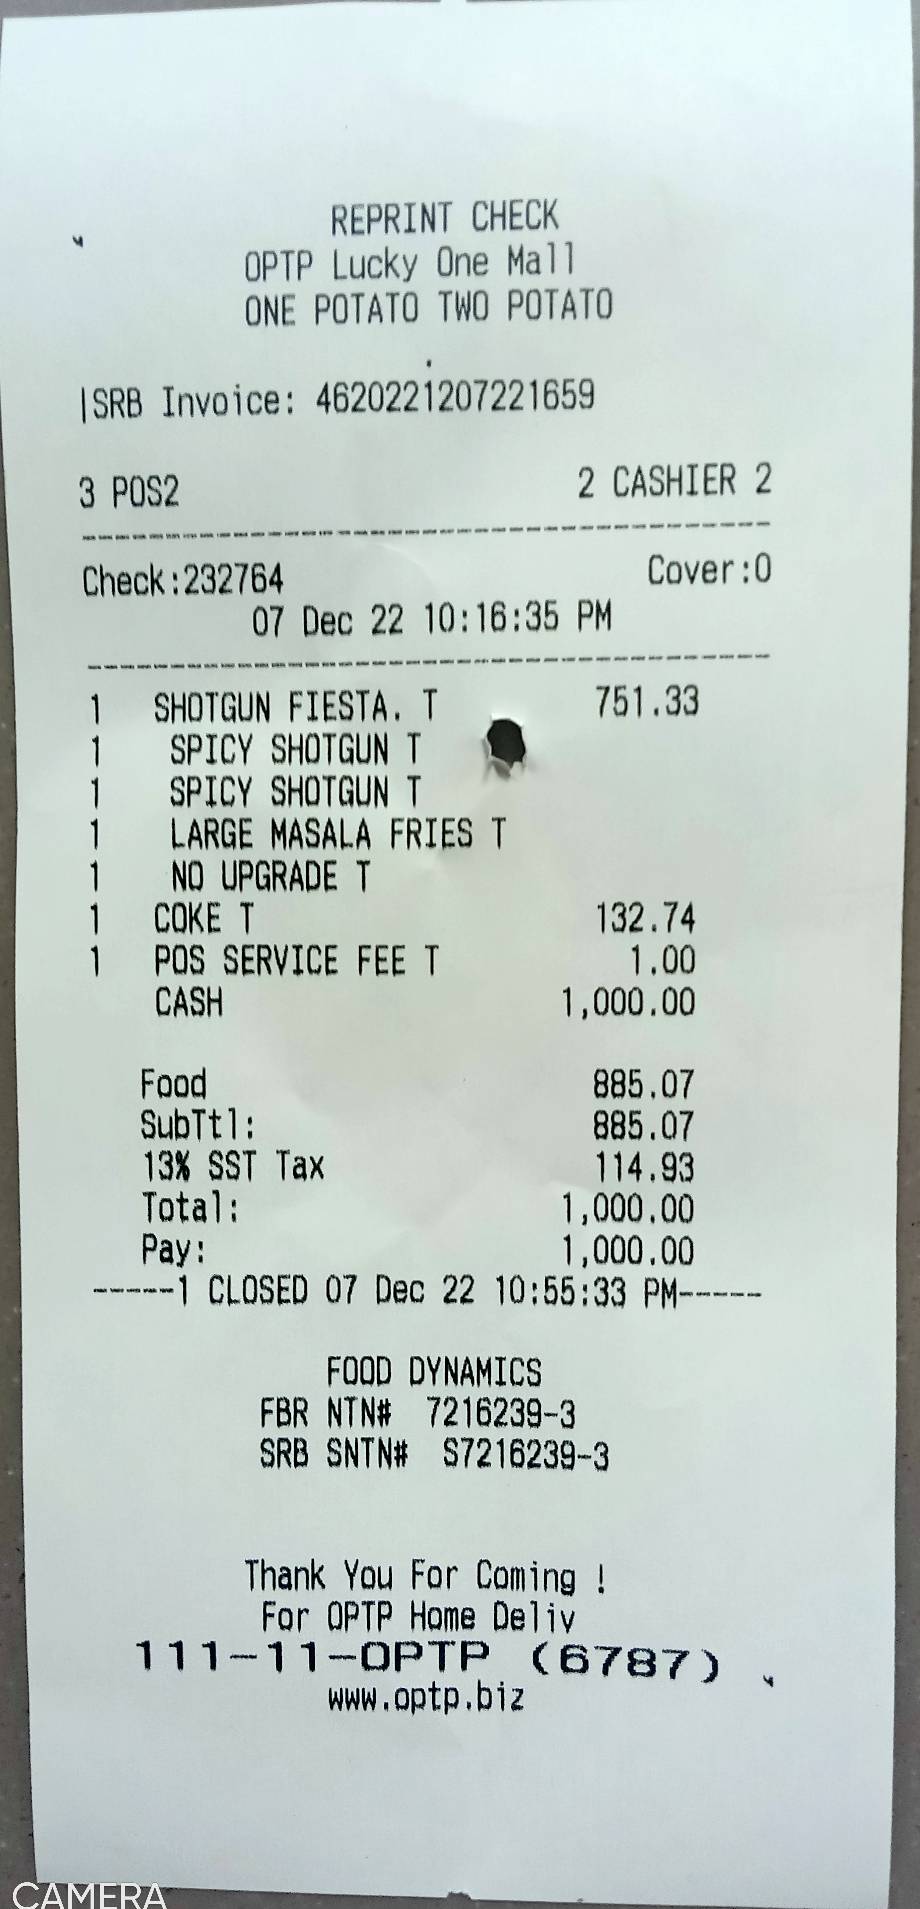 REPRINT CHECK
OPTP Lucky One Mall
ONE POTATO TWO POTATO
|SRB Invoice: 4620221207221659
3 POS2 2 CASHIER 2
Check:232764 Cover:0
07 Dec 22 10:16:35 PM
1 SHOTGUN FIESTA. T 751.33
1 SPICY SHOTGUN T
1 SPICY SHOTGUN T
1 LARGE MASALA FRIES T
1 NO UPGRADE T
1 COKE T 132.74
1 POS SERVICE FEE T 1.00
CASH 1,000.00
Food 885.07
SubTtl: 885.07
13% SST Tax 114.93
Total: 1,000.00
Pay: 1,000.00
-----1 CLOSED 07 Dec 22 10:55:33 PM-----
FOOD DYNAMICS
FBR NTN# 7216239-3
SRB SNTN# S7216239-3
Thank You For Coming !
For OPTP Home Deliv
111-11-OPTP (6787)
www.optp.biz
CAMERA